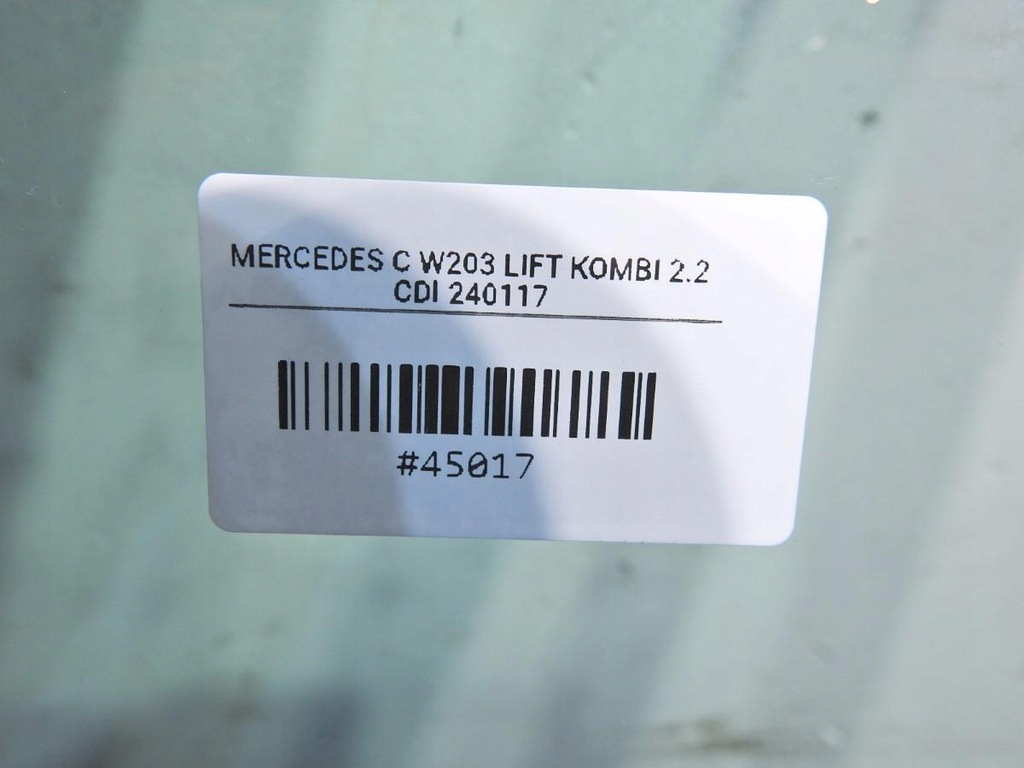 MERCEDES C W203 LIFT KOMBI 2.2
CDI 240117
#45017